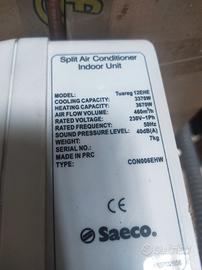 Split Air Conditioner
Indoor Unit
MODEL: Tuareg 12EHE
COOLING CAPACITY: 3370W
HEATING CAPACITY: 3670W
AIR FLOW VOLUME: 460m³/h
RATED VOLTAGE: 230V~1Ph
RATED FREQUENCY: 50Hz
SOUND PRESSURE LEVEL: 40dB(A)
WEIGHT: 7kg
SERIAL NO.:
MADE IN PRC
TYPE: CON006EHW
CE
Saeco.